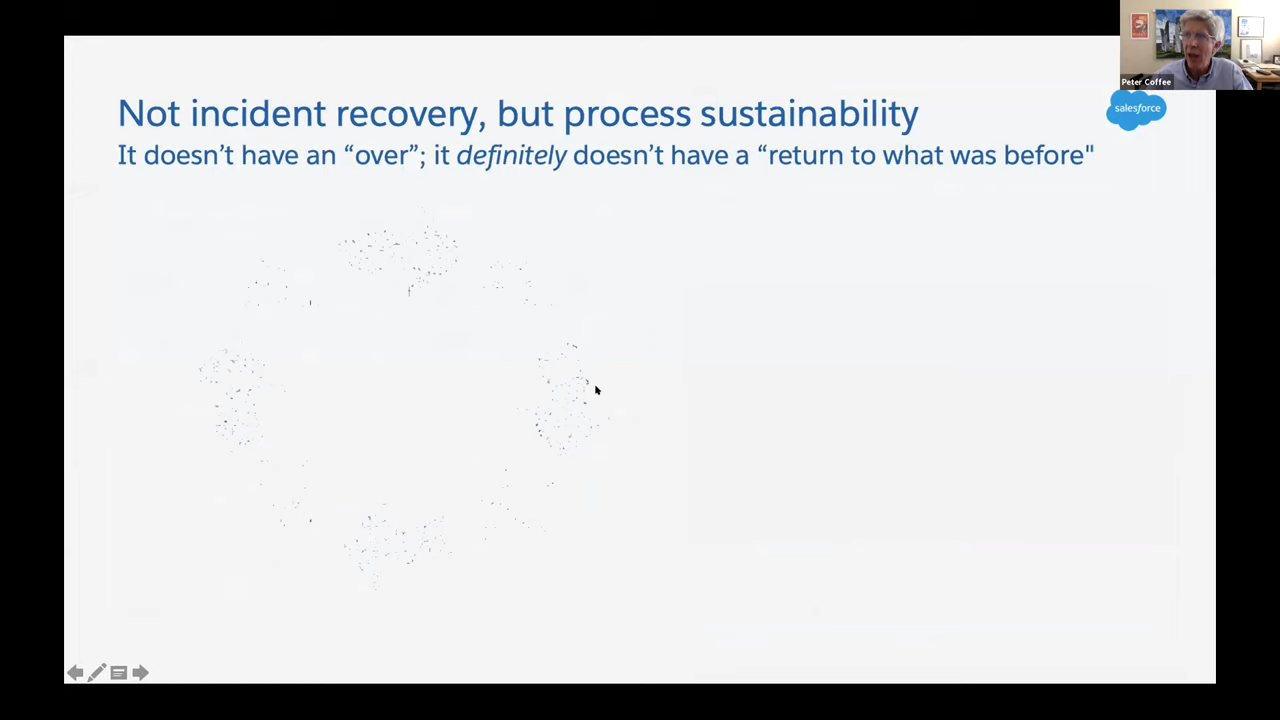 Peter Coffee
salesforce
Not incident recovery, but process sustainability
It doesn’t have an “over”; it definitely doesn’t have a “return to what was before"